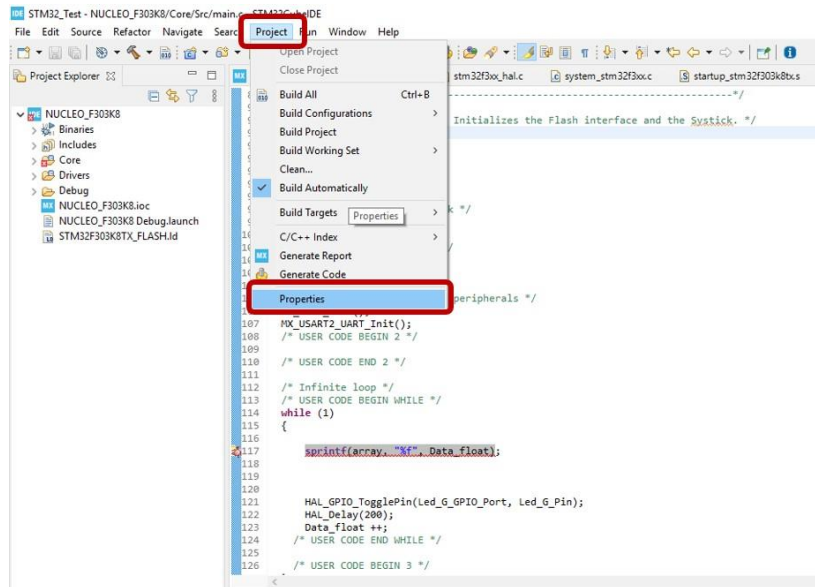 IDE STM32_Test - NUCLEO_F303K8/Core/Src/main.c - STM32CubeIDE
File Edit Source Refactor Navigate Search Project Run Window Help
Project Explorer
NUCLEO_F303K8
Binaries
Includes
Core
Drivers
Debug
MX NUCLEO_F303K8.ioc
NUCLEO_F303K8 Debug.launch
STM32F303K8TX_FLASH.ld
Open Project
Close Project
Build All Ctrl+B
Build Configurations
Build Project
Build Working Set
Clean...
Build Automatically
Build Targets
Properties
C/C++ Index
MX Generate Report
Generate Code
Properties
MX stm32f3xx_hal.c system_stm32f3xx.c startup_stm32f303k8tx.s
----------------------------------------*/
Initializes the Flash interface and the Systick. */
k */
/
peripherals */
107 MX_USART2_UART_Init();
108 /* USER CODE BEGIN 2 */
109
110 /* USER CODE END 2 */
111
112 /* Infinite loop */
113 /* USER CODE BEGIN WHILE */
114 while (1)
115 {
116
117 sprintf(array, "%f", Data_float);
118
119
120
121 HAL_GPIO_TogglePin(Led_G_GPIO_Port, Led_G_Pin);
122 HAL_Delay(200);
123 Data_float ++;
124 /* USER CODE END WHILE */
125
126 /* USER CODE BEGIN 3 */